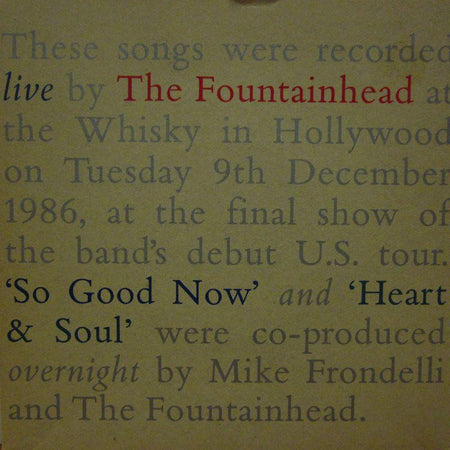 These songs were recorded
live by The Fountainhead at
the Whisky in Hollywood
on Tuesday 9th December
1986, at the final show of
the band's debut U.S. tour.
‘So Good Now’ and ‘Heart
& Soul’ were co-produced
overnight by Mike Frondelli
and The Fountainhead.